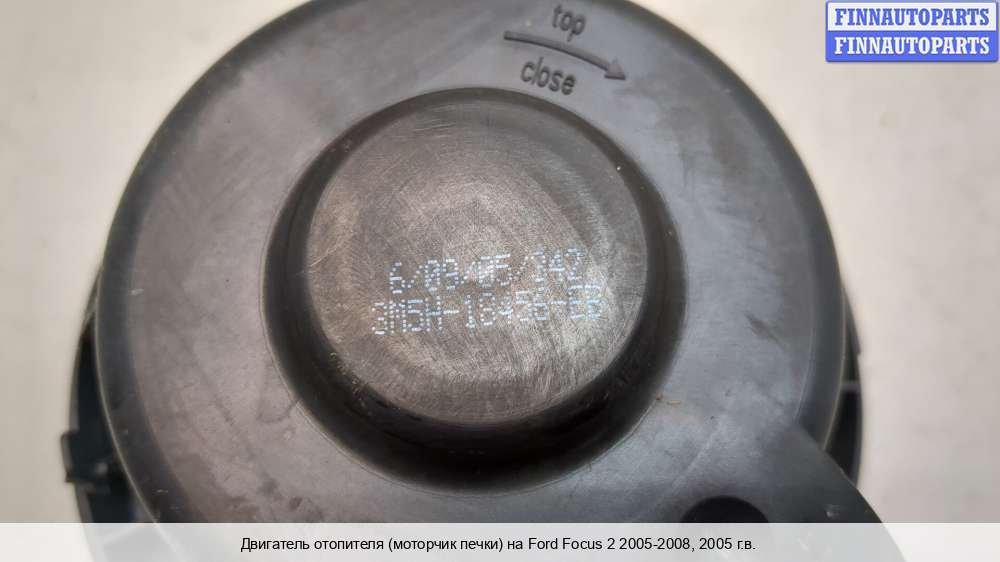 FINNAUTOPARTS
FINNAUTOPARTS
top
close
6/09/05/342
3M5H-18456-EB
Двигатель отопителя (моторчик печки) на Ford Focus 2 2005-2008, 2005 г.в.